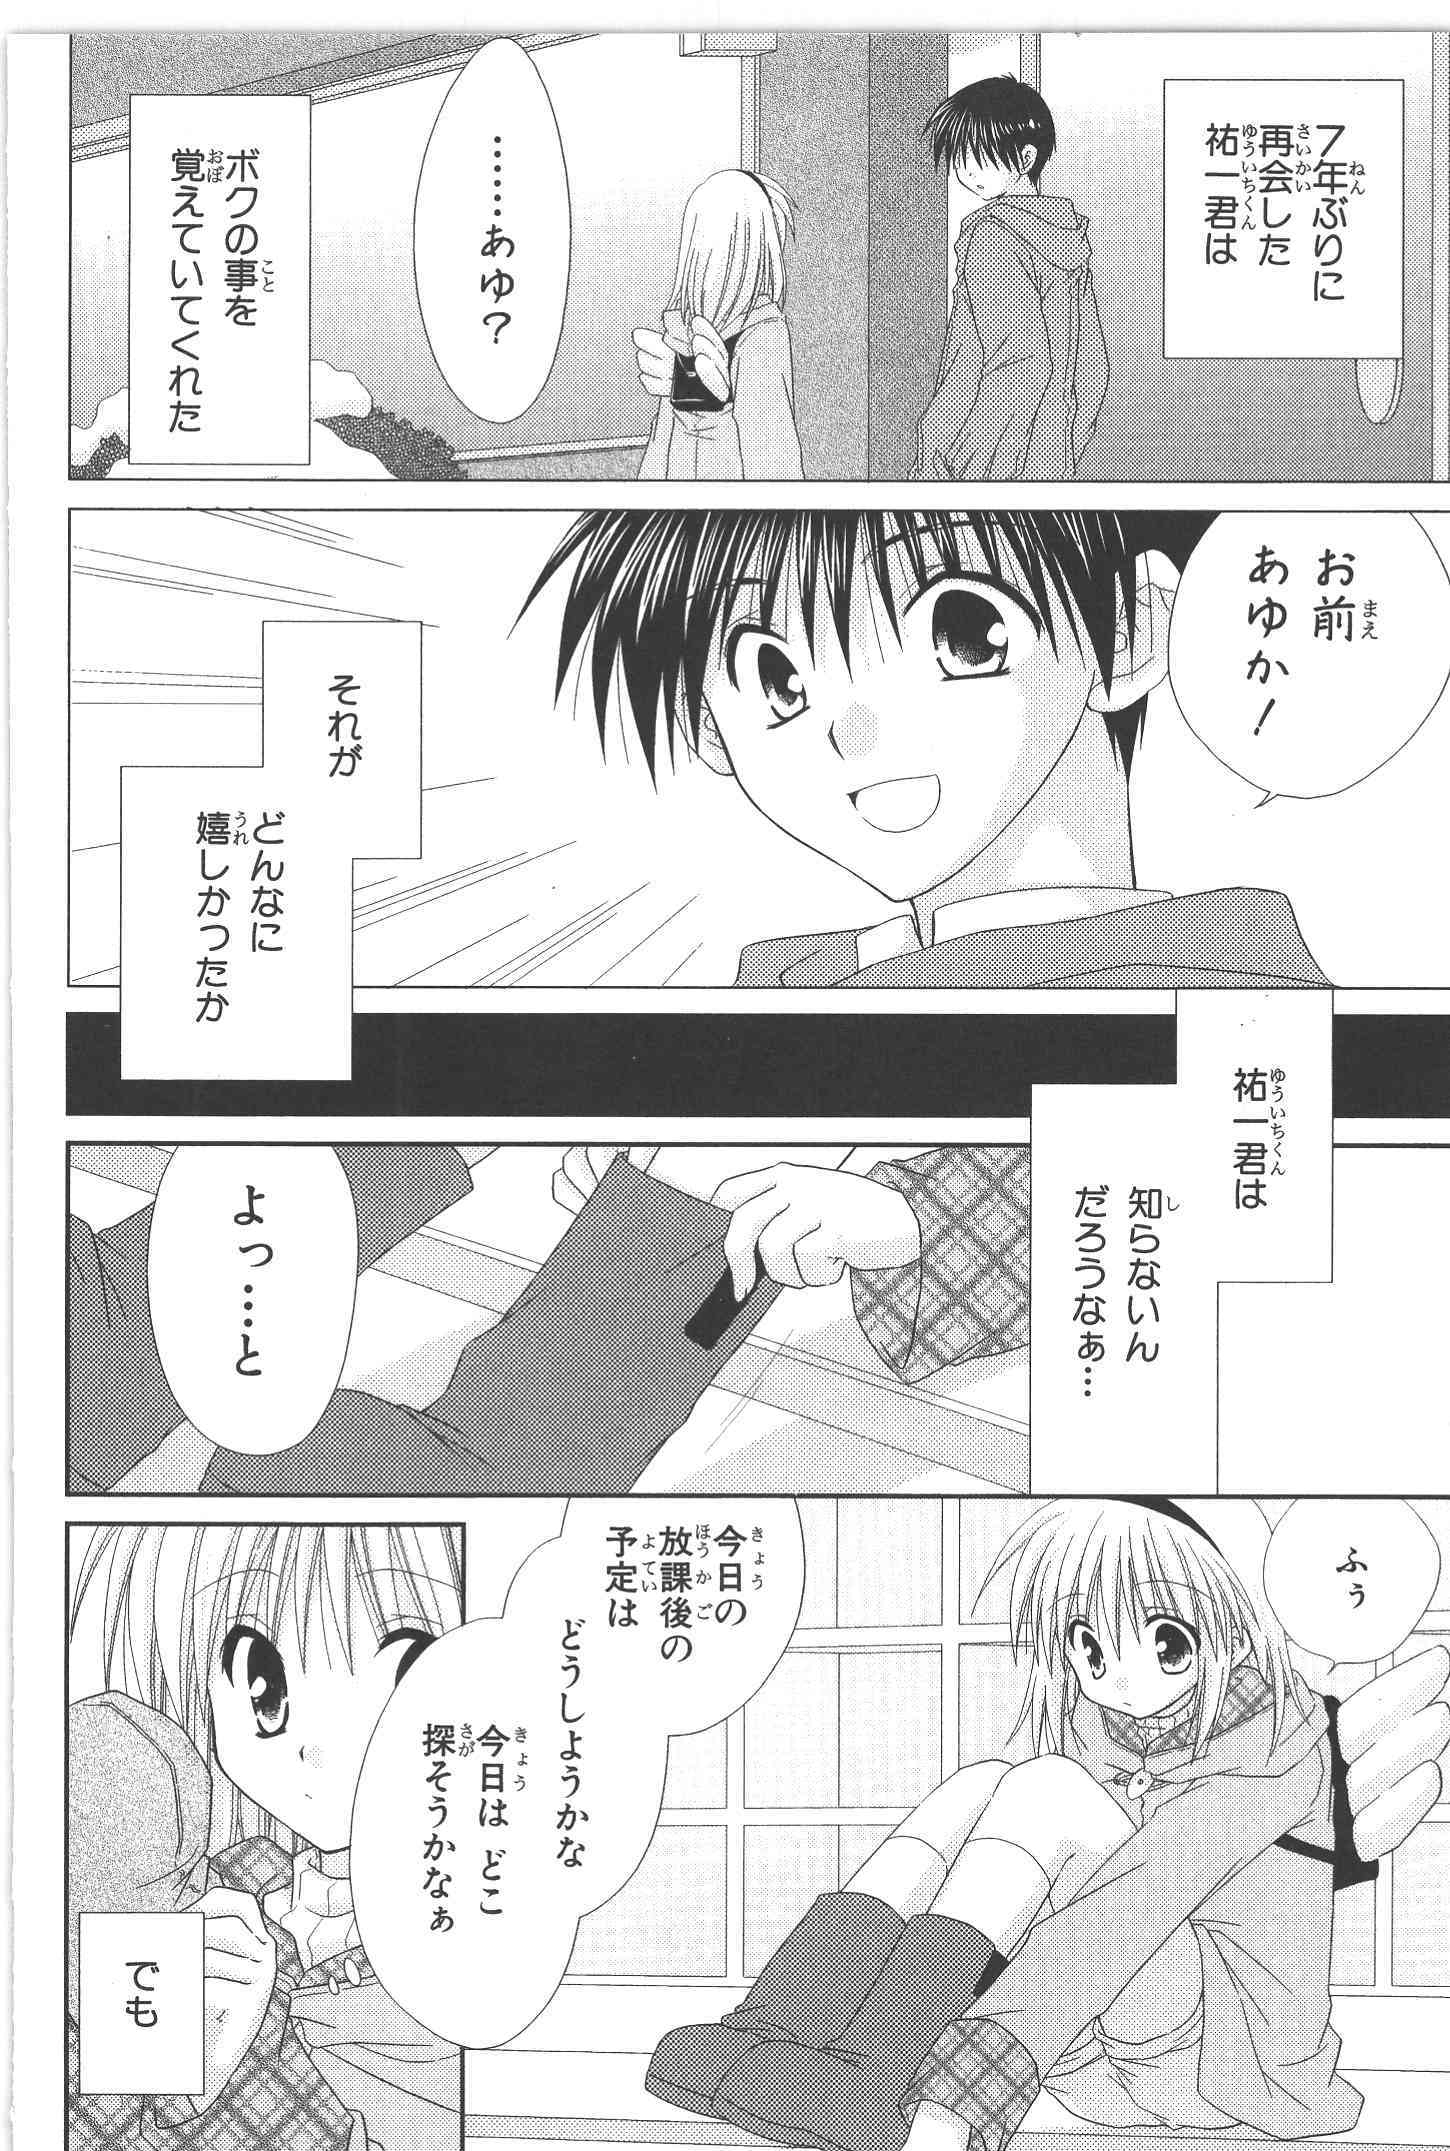 7年ぶりに
再会した
祐一君は
……あゆ?
ボクの事を
覚えていてくれた
お前
あゆか!
それが
どんなに
嬉しかったか
祐一君は
知らないん
だろうなぁ…
よっ……と
ふぅ
今日の
放課後の
予定は
どうしようかな
今日は どこ
探そうかなぁ
でも